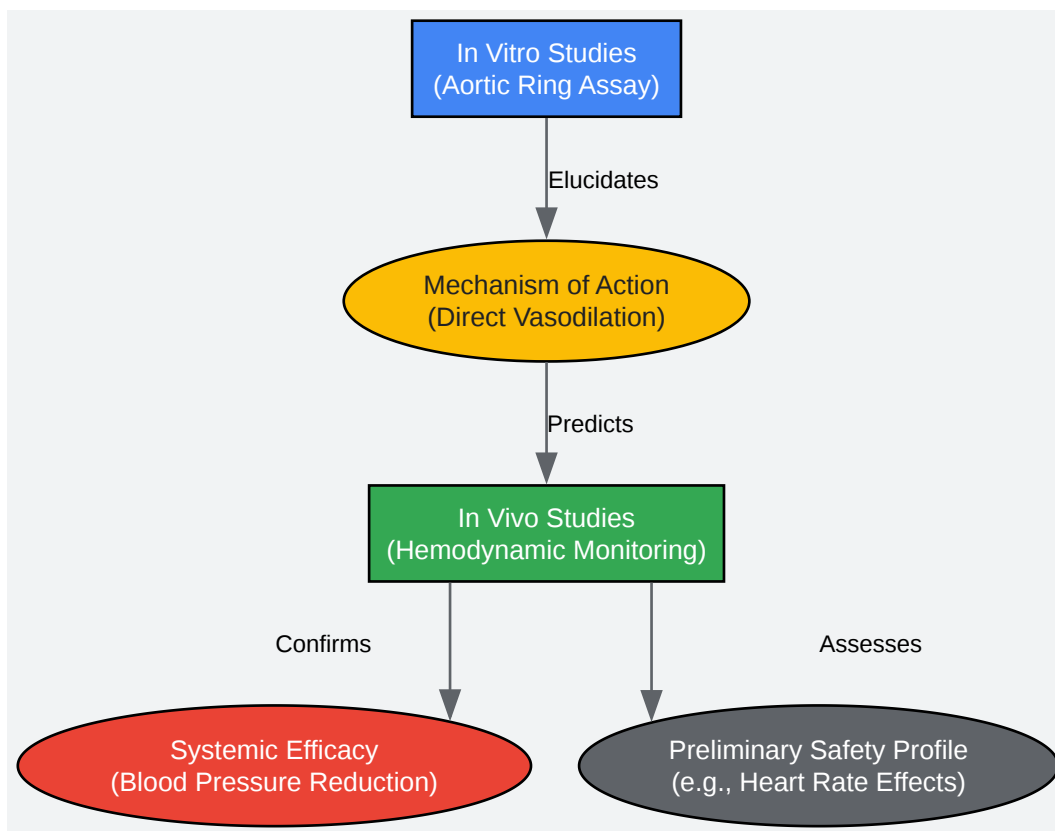 In Vitro Studies
(Aortic Ring Assay)
Elucidates
Mechanism of Action
(Direct Vasodilation)
Predicts
In Vivo Studies
(Hemodynamic Monitoring)
Confirms
Assesses
Systemic Efficacy
(Blood Pressure Reduction)
Preliminary Safety Profile
(e.g., Heart Rate Effects)